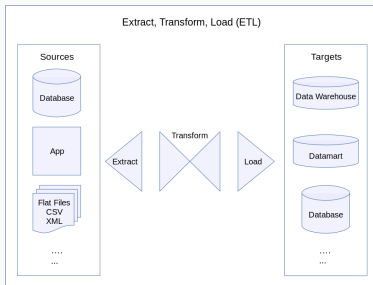 Extract, Transform, Load (ETL)
Sources
Database
App
Flat Files
CSV
XML
....
...
Extract
Transform
Load
Targets
Data Warehouse
Datamart
Database
....
...